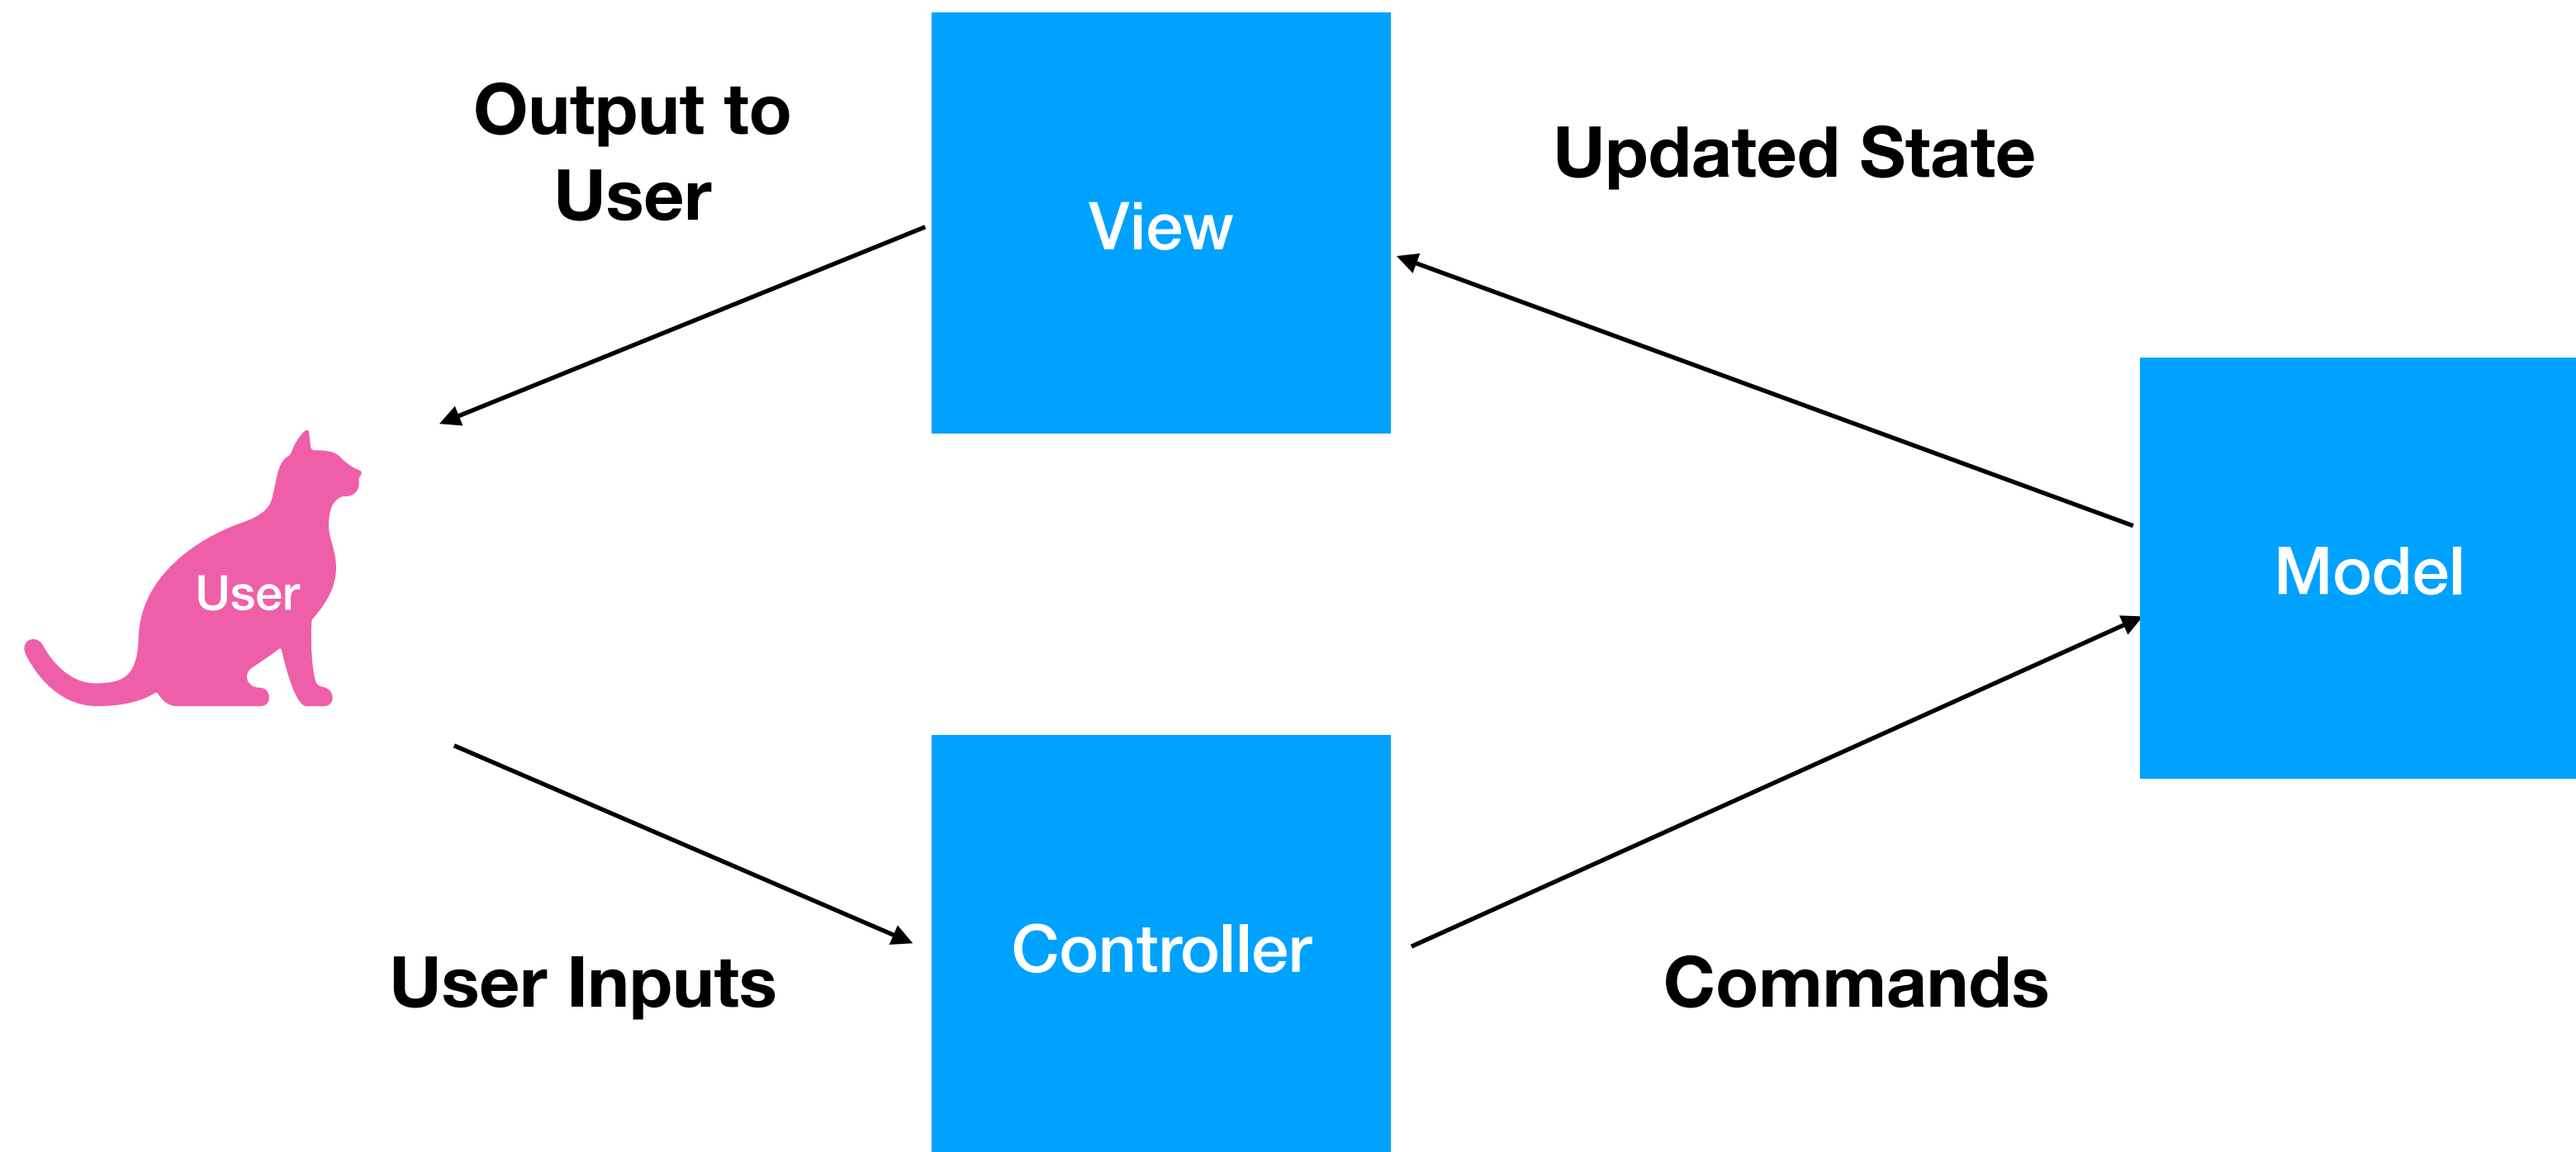 Output to
User
View
Updated State
User
Model
User Inputs
Controller
Commands